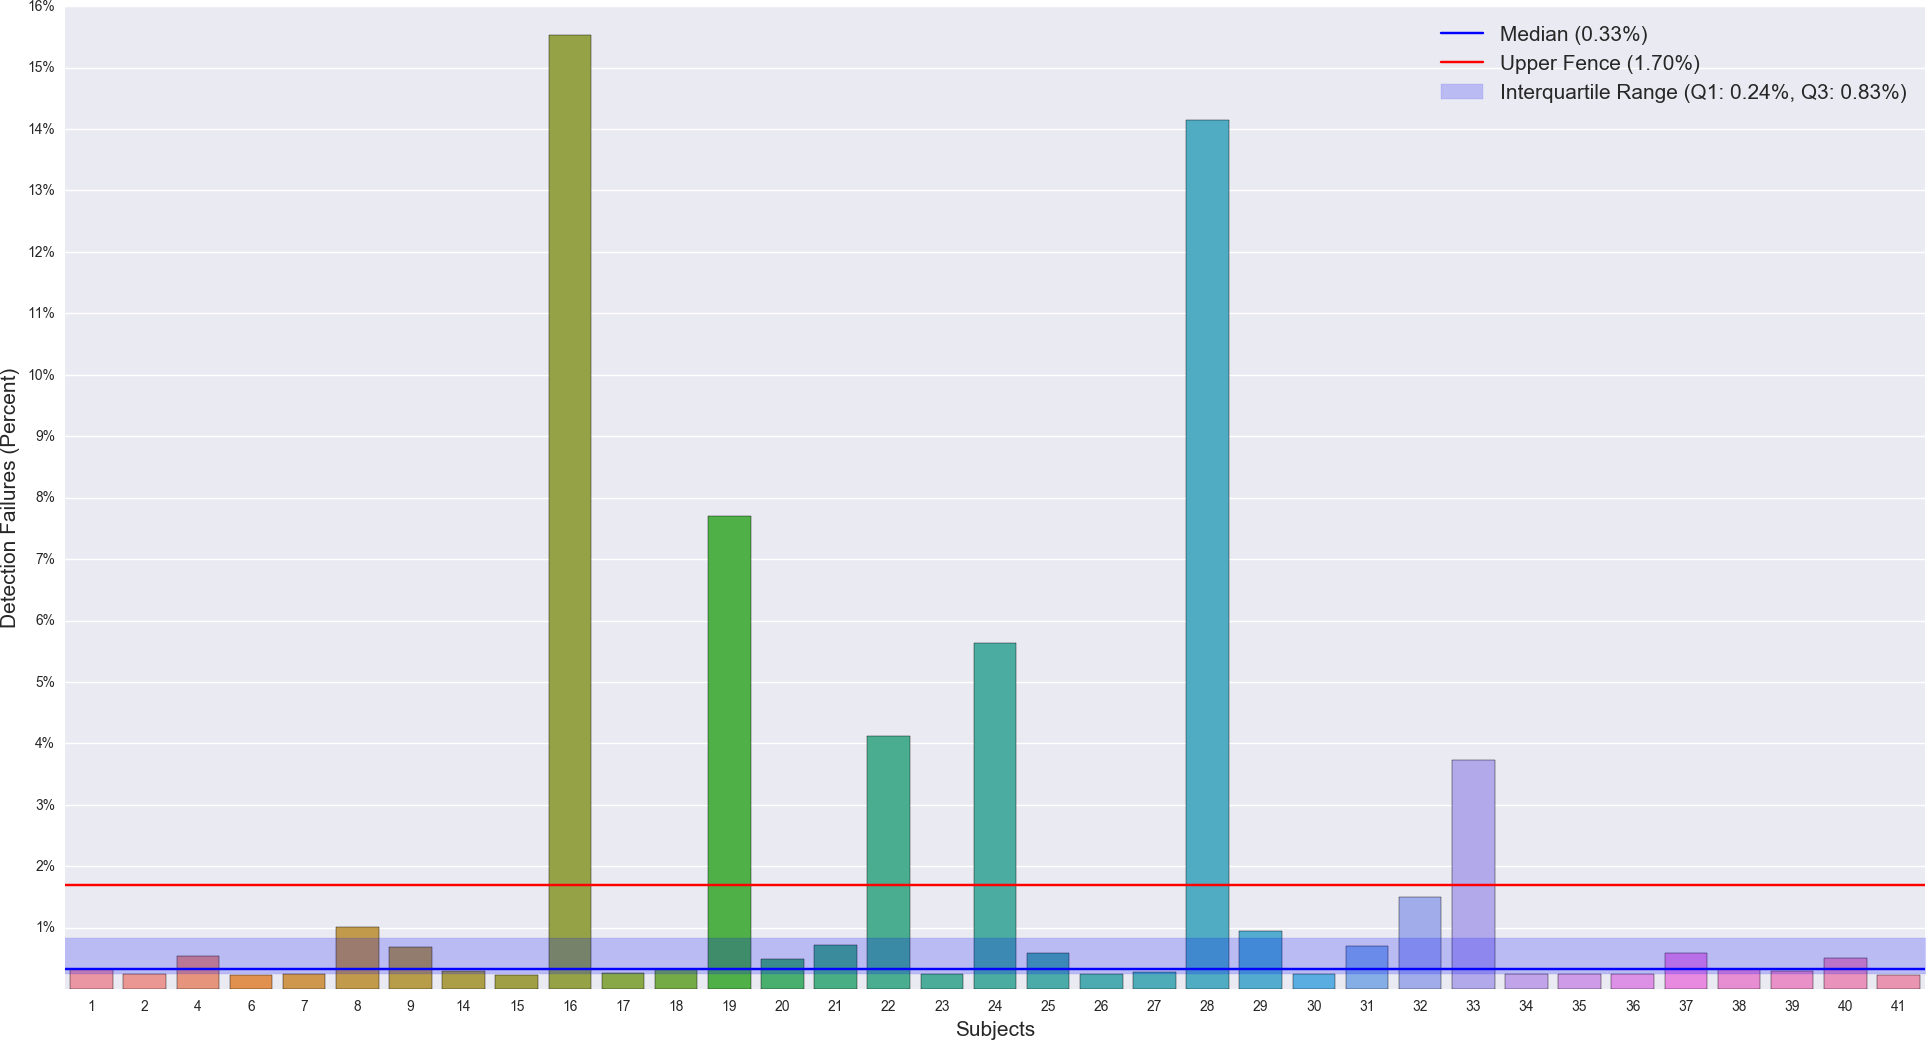 Median (0.33%)
Upper Fence (1.70%)
Interquartile Range (Q1: 0.24%, Q3: 0.83%)
Detection Failures (Percent)
16%
15%
14%
13%
12%
11%
10%
9%
8%
7%
6%
5%
4%
3%
2%
1%
1 2 4 6 7 8 9 14 15 16 17 18 19 20 21 22 23 24 25 26 27 28 29 30 31 32 33 34 35 36 37 38 39 40 41
Subjects